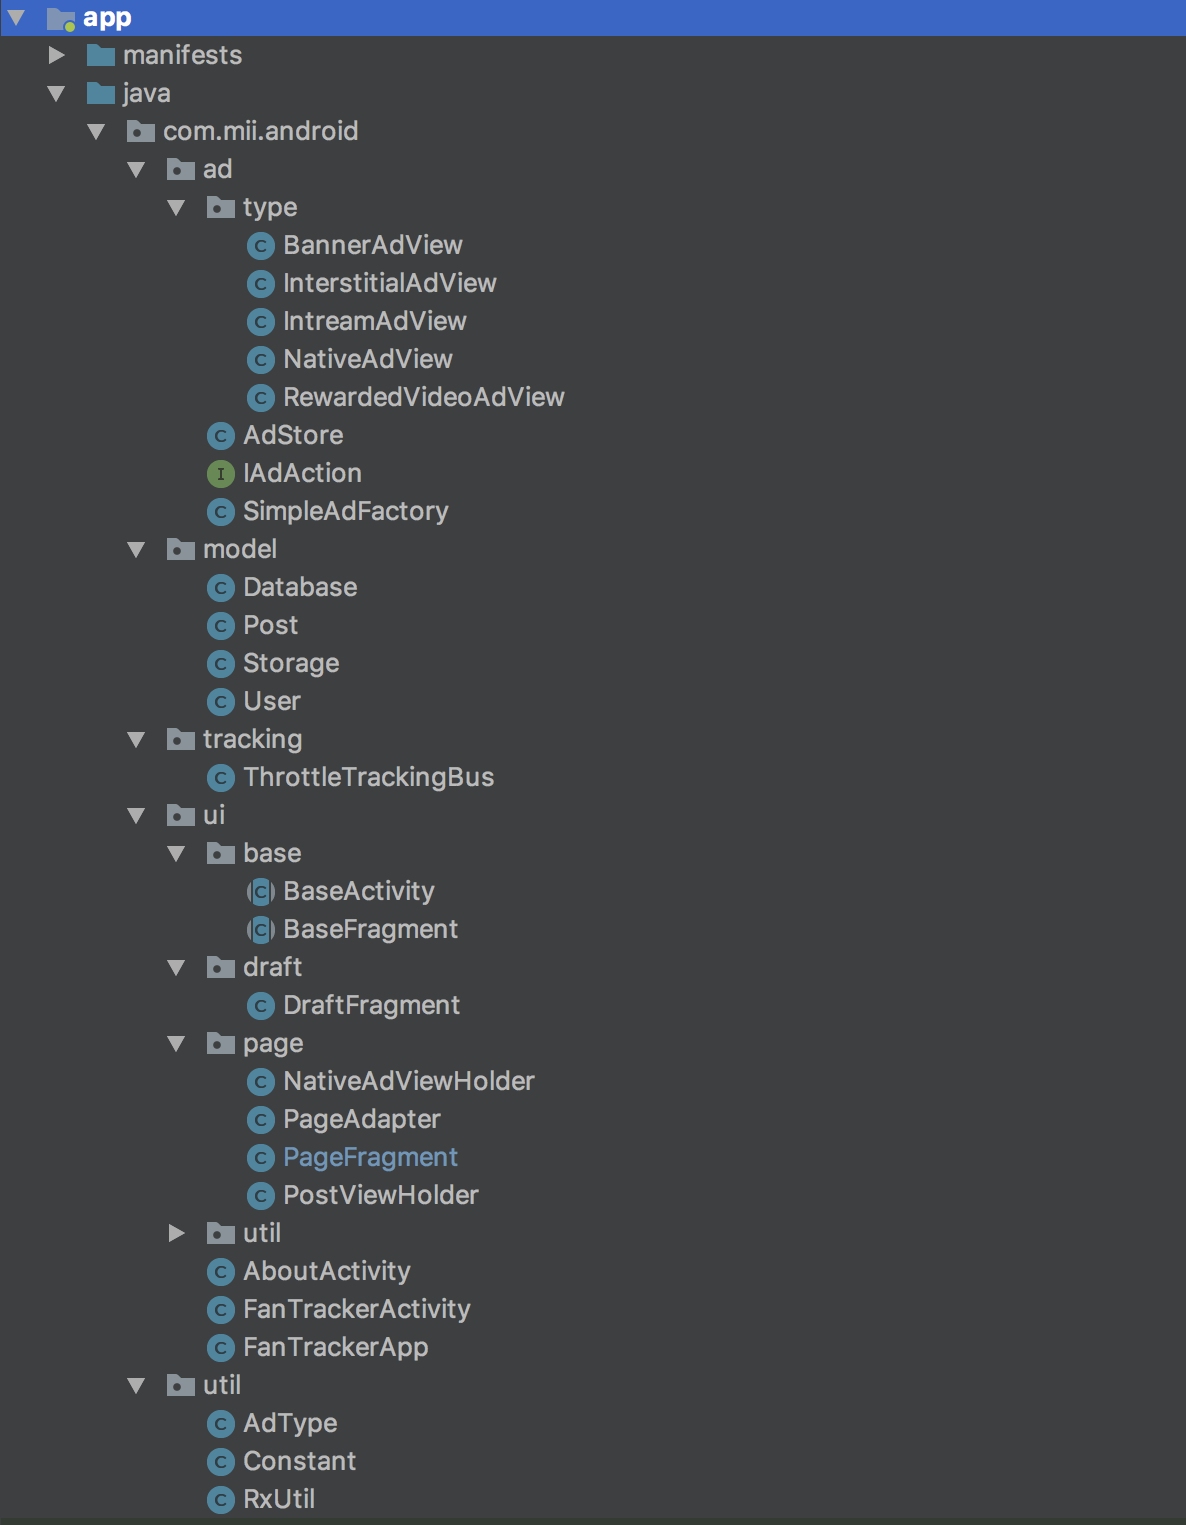 app
manifests
java
com.mii.android
ad
type
BannerAdView
InterstitialAdView
IntreamAdView
NativeAdView
RewardedVideoAdView
AdStore
IAdAction
SimpleAdFactory
model
Database
Post
Storage
User
tracking
ThrottleTrackingBus
ui
base
BaseActivity
BaseFragment
draft
DraftFragment
page
NativeAdViewHolder
PageAdapter
PageFragment
PostViewHolder
util
AboutActivity
FanTrackerActivity
FanTrackerApp
util
AdType
Constant
RxUtil